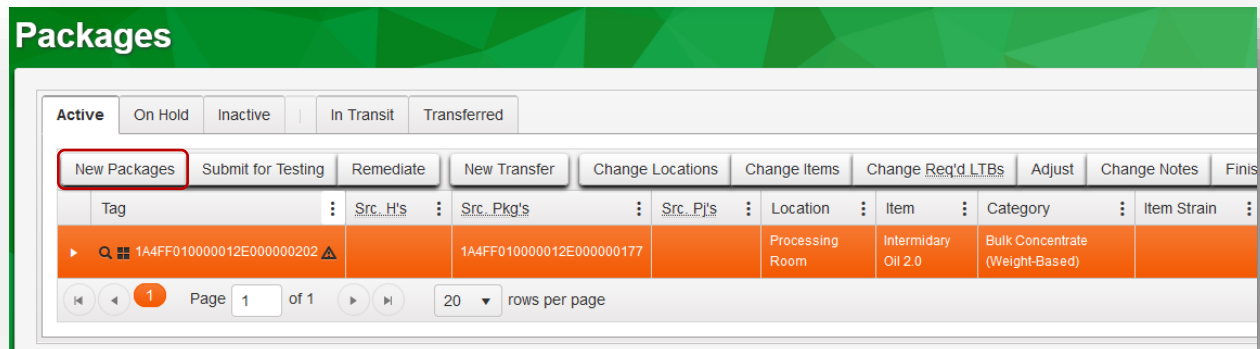 Packages
Active On Hold Inactive | In Transit Transferred
New Packages Submit for Testing Remediate New Transfer Change Locations Change Items Change Req'd LTBs Adjust Change Notes Finis
Tag Src. H's Src. Pkg's Src. Pj's Location Item Category Item Strain
1A4FF010000012E000000202 1A4FF010000012E000000177 Processing Room Intermidary Oil 2.0 Bulk Concentrate (Weight-Based)
1 Page 1 of 1 20 rows per page